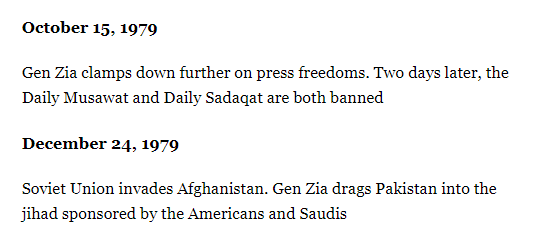 October 15, 1979
Gen Zia clamps down further on press freedoms. Two days later, the
Daily Musawat and Daily Sadaqat are both banned
December 24, 1979
Soviet Union invades Afghanistan. Gen Zia drags Pakistan into the
jihad sponsored by the Americans and Saudis